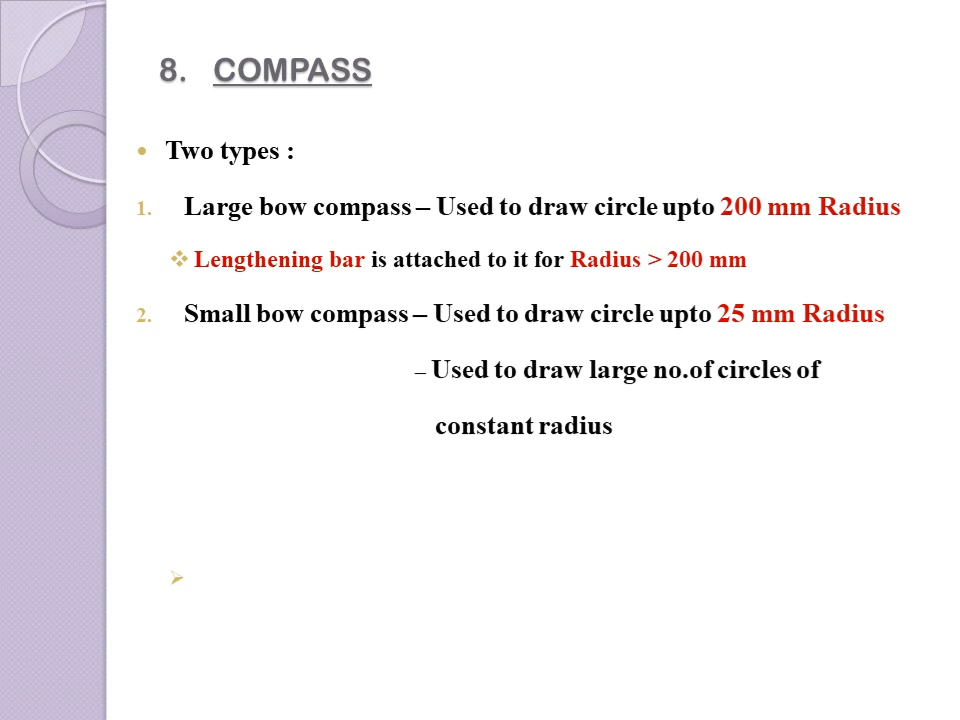 8. COMPASS
• Two types :
1. Large bow compass – Used to draw circle upto 200 mm Radius
❖ Lengthening bar is attached to it for Radius > 200 mm
2. Small bow compass – Used to draw circle upto 25 mm Radius
– Used to draw large no.of circles of
constant radius